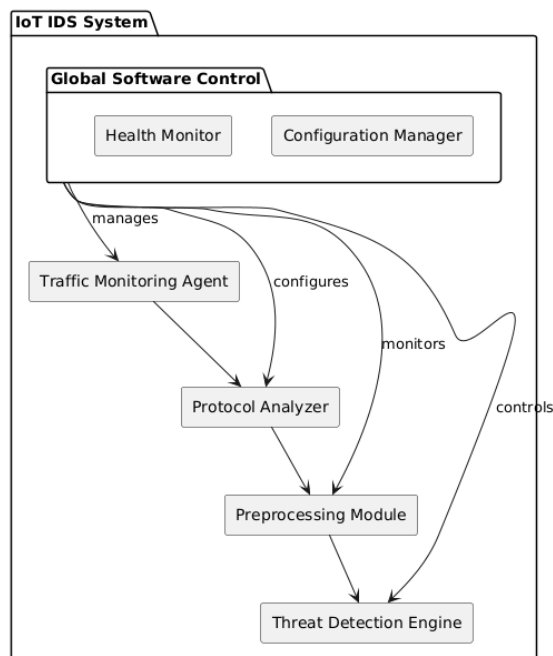 IoT IDS System
Global Software Control
Health Monitor
Configuration Manager
manages
Traffic Monitoring Agent
configures
monitors
Protocol Analyzer
controls
Preprocessing Module
Threat Detection Engine